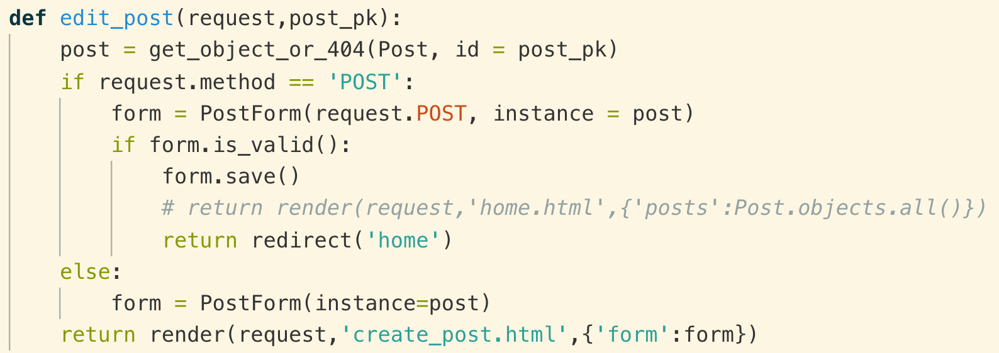 def edit_post(request,post_pk):
    post = get_object_or_404(Post, id = post_pk)
    if request.method == 'POST':
        form = PostForm(request.POST, instance = post)
        if form.is_valid():
            form.save()
            # return render(request,'home.html',{'posts':Post.objects.all()})
            return redirect('home')
    else:
        form = PostForm(instance=post)
    return render(request,'create_post.html',{'form':form})